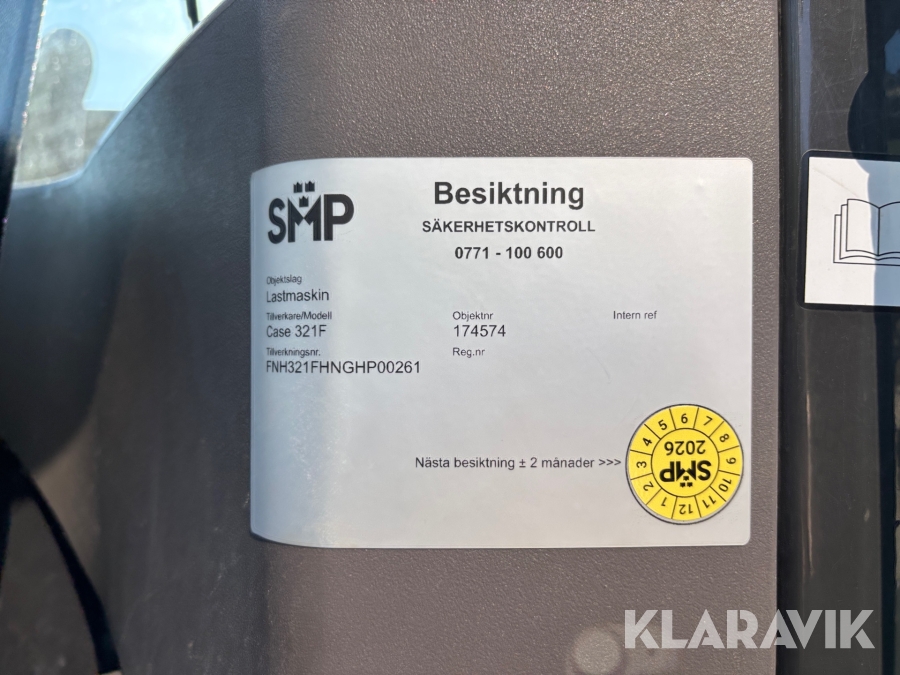 SMP
Besiktning
SÄKERHETSKONTROLL
0771 - 100 600
Objektslag
Lastmaskin
Tillverkare/Modell
Case 321F
Objektnr
174574
Intern ref
Tillverkningsnr.
FNH321FHNGHP00261
Reg.nr
Nästa besiktning ± 2 månader >>>
1 2 3 4 5 6 7 8 9 10 11 12
SMP
2026
KLARAVIK